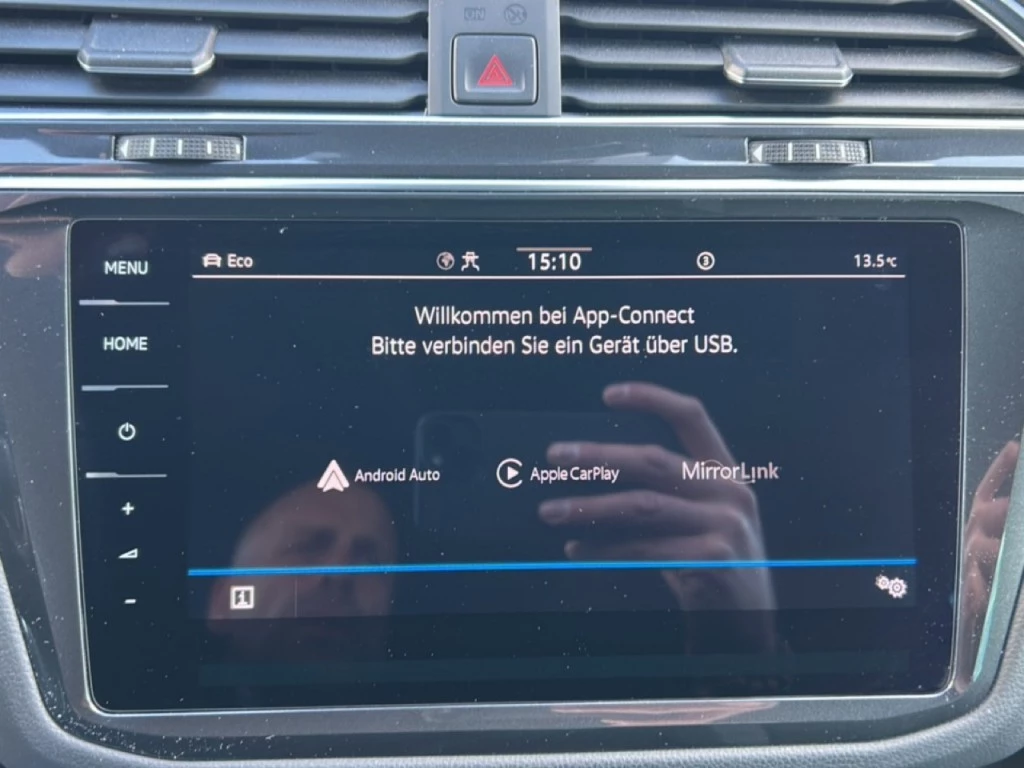 MENU
HOME
Eco
15:10
3
13.5°C
Willkommen bei App-Connect
Bitte verbinden Sie ein Gerät über USB.
Android Auto
Apple CarPlay
MirrorLink
+
-
i